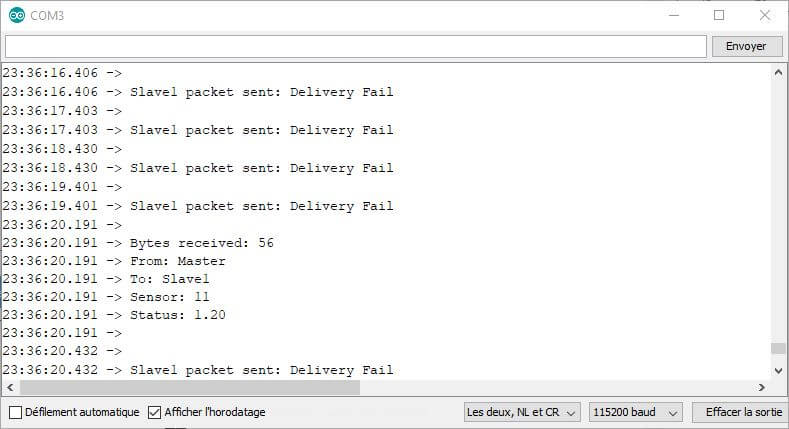 COM3
Envoyer
23:36:16.406 ->
23:36:16.406 -> Slave1 packet sent: Delivery Fail
23:36:17.403 ->
23:36:17.403 -> Slave1 packet sent: Delivery Fail
23:36:18.430 ->
23:36:18.430 -> Slave1 packet sent: Delivery Fail
23:36:19.401 ->
23:36:19.401 -> Slave1 packet sent: Delivery Fail
23:36:20.191 ->
23:36:20.191 -> Bytes received: 56
23:36:20.191 -> From: Master
23:36:20.191 -> To: Slave1
23:36:20.191 -> Sensor: 11
23:36:20.191 -> Status: 1.20
23:36:20.191 ->
23:36:20.432 ->
23:36:20.432 -> Slave1 packet sent: Delivery Fail
Défilement automatique Afficher l'horodatage Les deux, NL et CR 115200 baud Effacer la sortie